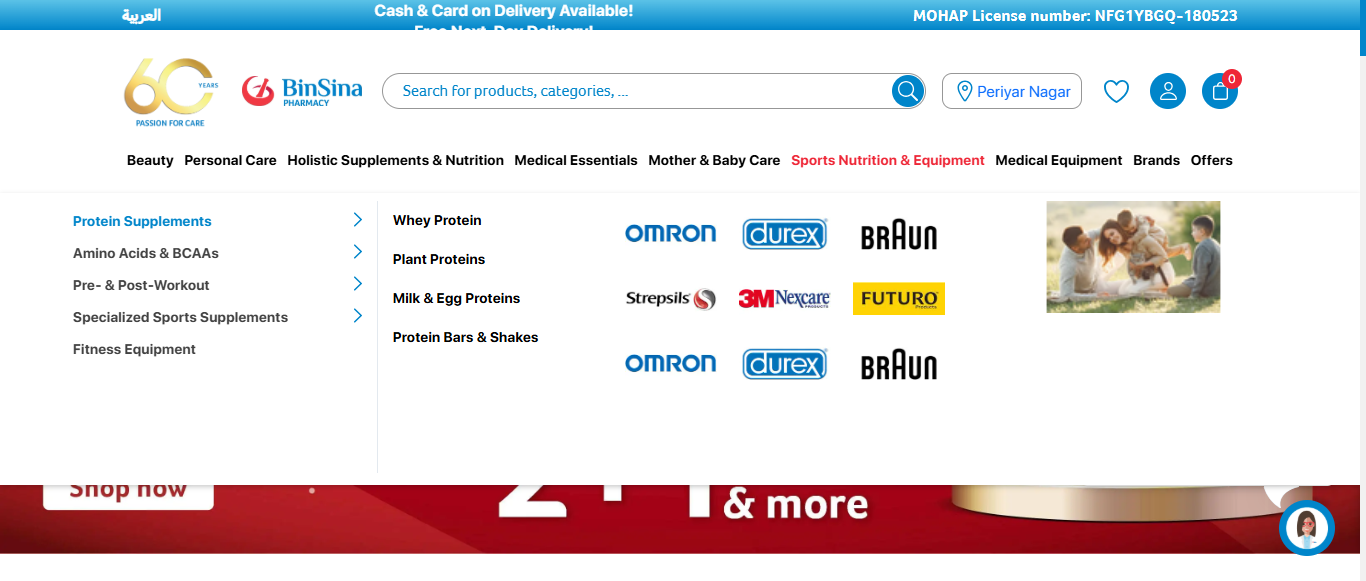 العربية
Cash & Card on Delivery Available!
Free Next-Day Delivery!
MOHAP License number: NFG1YBGQ-180523
60 YEARS
PASSION FOR CARE
BinSina
PHARMACY
Search for products, categories, ...
Periyar Nagar
0
Beauty Personal Care Holistic Supplements & Nutrition Medical Essentials Mother & Baby Care Sports Nutrition & Equipment Medical Equipment Brands Offers
Protein Supplements
Amino Acids & BCAAs
Pre- & Post-Workout
Specialized Sports Supplements
Fitness Equipment
Whey Protein
Plant Proteins
Milk & Egg Proteins
Protein Bars & Shakes
OMRON durex BRAUN
Strepsils 3M Nexcare PRODUCTS FUTURO Products
OMRON durex BRAUN
Shop now
2+1
& more